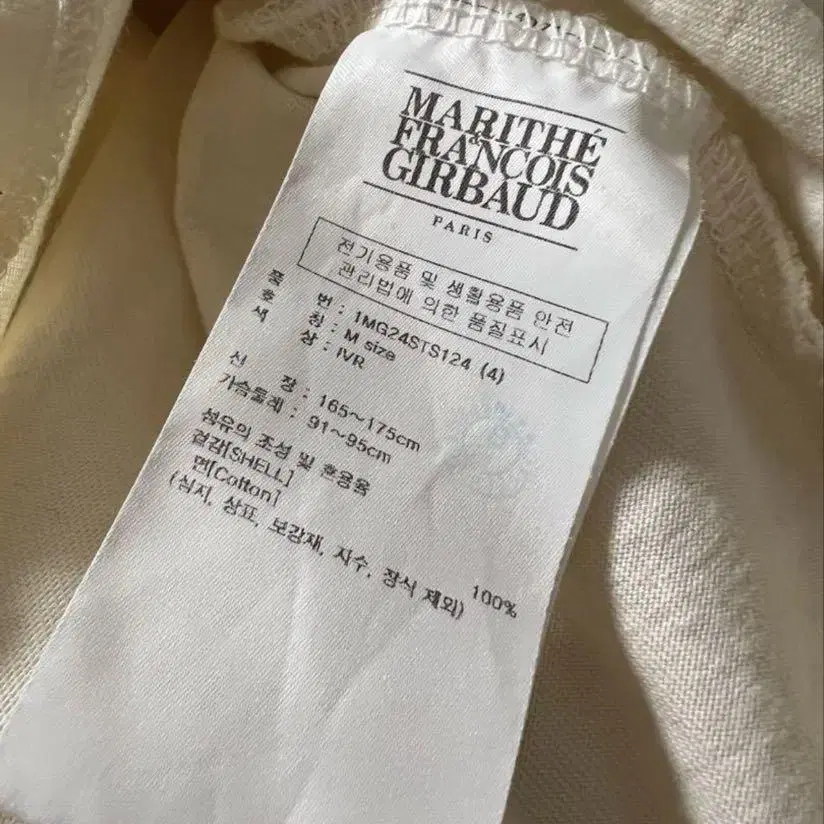 MARITHÉ
&
FRANCOIS
GIRBAUD
PARIS
전기용품 및 생활용품 안전
관리법에 의한 품질표시
품 번 : 1MG24STS124 (4)
호 칭 : M size
색 상 : IVR
신 장 : 165~175cm
가슴둘레 : 91~95cm
섬유의 조성 및 혼용율
겉감[SHELL]
면[Cotton] 100%
(심지, 상표, 보강재, 자수, 장식 제외)